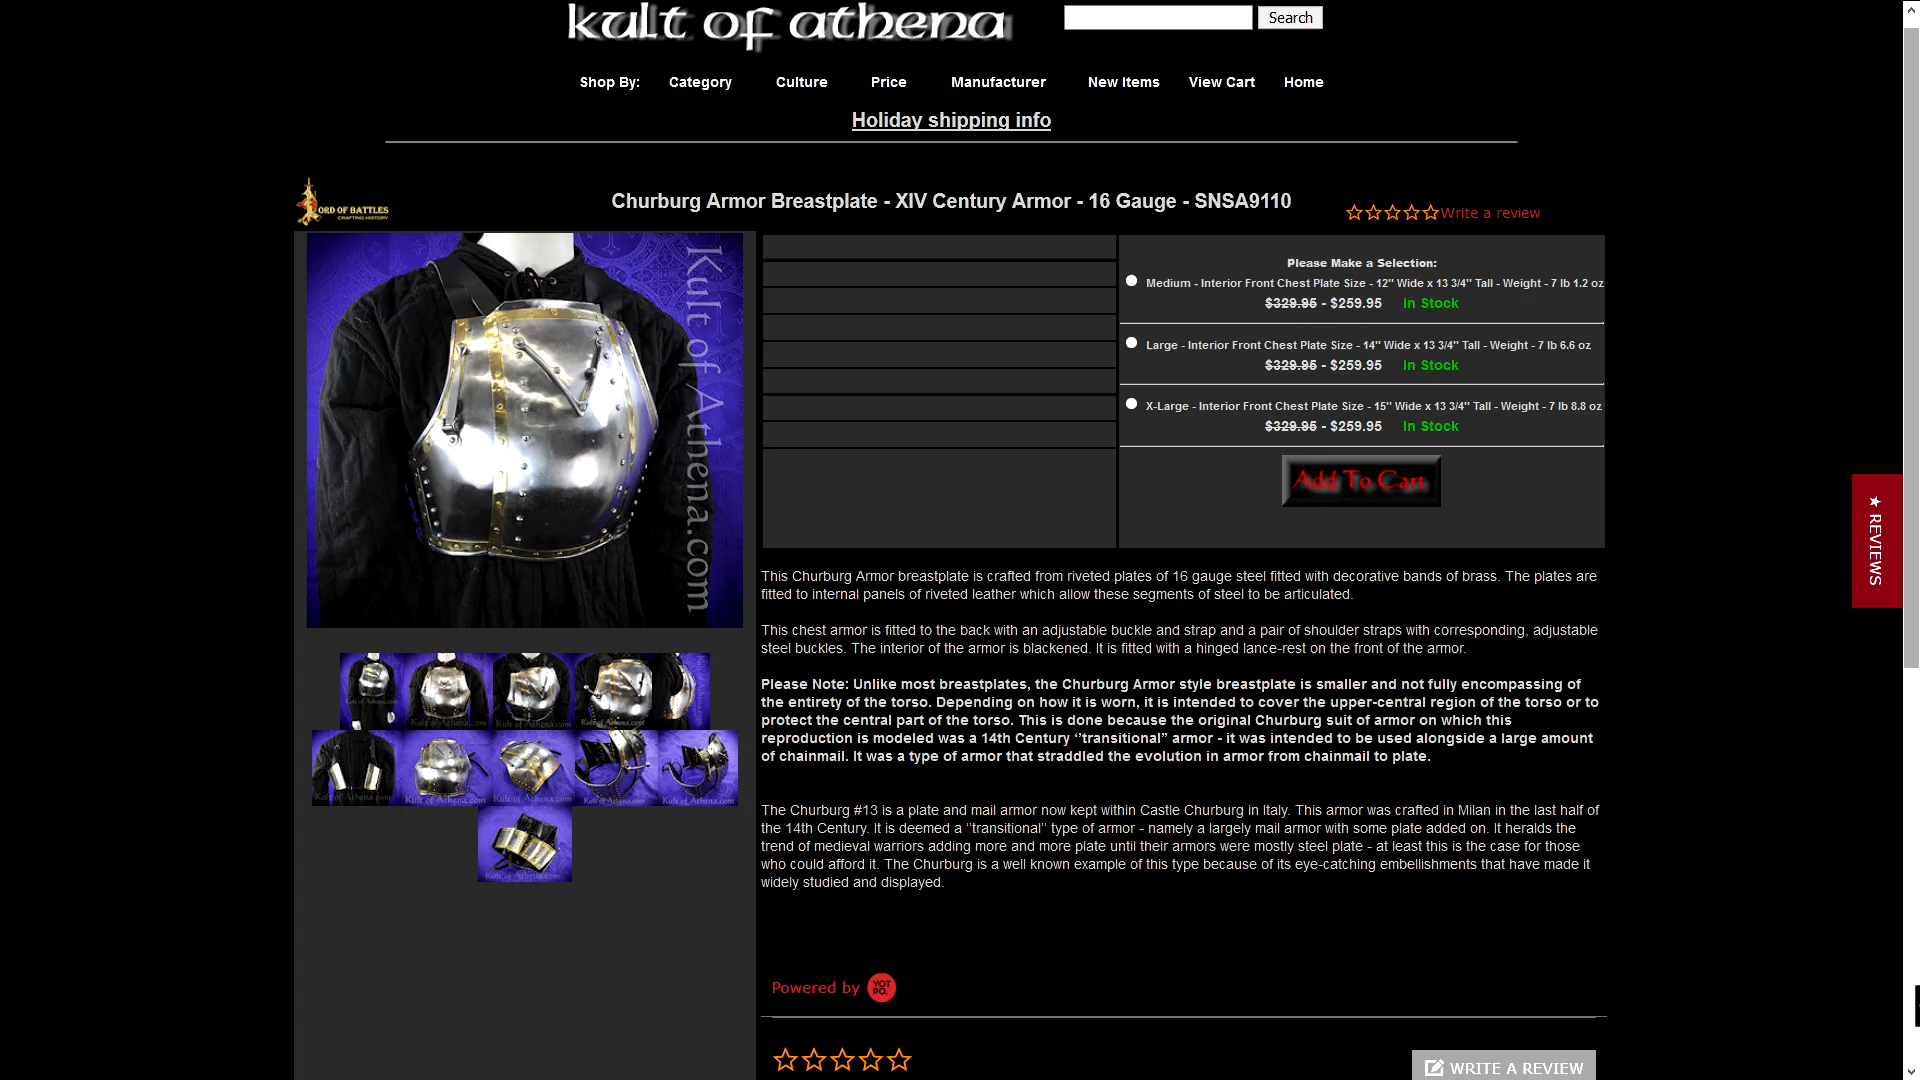 kult of athena
Search
Shop By:
Category
Culture
Price
Manufacturer
New Items
View Cart
Home
Holiday shipping info
LORD OF BATTLES
CRAFTING HISTORY
Churburg Armor Breastplate - XIV Century Armor - 16 Gauge - SNSA9110
Write a review
Kult of Athena.com
Please Make a Selection:
Medium - Interior Front Chest Plate Size - 12" Wide x 13 3/4" Tall - Weight - 7 lb 1.2 oz
$329.95 - $259.95 In Stock
Large - Interior Front Chest Plate Size - 14" Wide x 13 3/4" Tall - Weight - 7 lb 6.6 oz
$329.95 - $259.95 In Stock
X-Large - Interior Front Chest Plate Size - 15" Wide x 13 3/4" Tall - Weight - 7 lb 8.8 oz
$329.95 - $259.95 In Stock
Add To Cart
★ REVIEWS
This Churburg Armor breastplate is crafted from riveted plates of 16 gauge steel fitted with decorative bands of brass. The plates are
fitted to internal panels of riveted leather which allow these segments of steel to be articulated.
This chest armor is fitted to the back with an adjustable buckle and strap and a pair of shoulder straps with corresponding, adjustable
steel buckles. The interior of the armor is blackened. It is fitted with a hinged lance-rest on the front of the armor.
Please Note: Unlike most breastplates, the Churburg Armor style breastplate is smaller and not fully encompassing of
the entirety of the torso. Depending on how it is worn, it is intended to cover the upper-central region of the torso or to
protect the central part of the torso. This is done because the original Churburg suit of armor on which this
reproduction is modeled was a 14th Century ‘’transitional’’ armor - it was intended to be used alongside a large amount
of chainmail. It was a type of armor that straddled the evolution in armor from chainmail to plate.
The Churburg #13 is a plate and mail armor now kept within Castle Churburg in Italy. This armor was crafted in Milan in the last half of
the 14th Century. It is deemed a ‘’transitional’’ type of armor - namely a largely mail armor with some plate added on. It heralds the
trend of medieval warriors adding more and more plate until their armors were mostly steel plate - at least this is the case for those
who could afford it. The Churburg is a well known example of this type because of its eye-catching embellishments that have made it
widely studied and displayed.
Powered by YOTPO.
WRITE A REVIEW